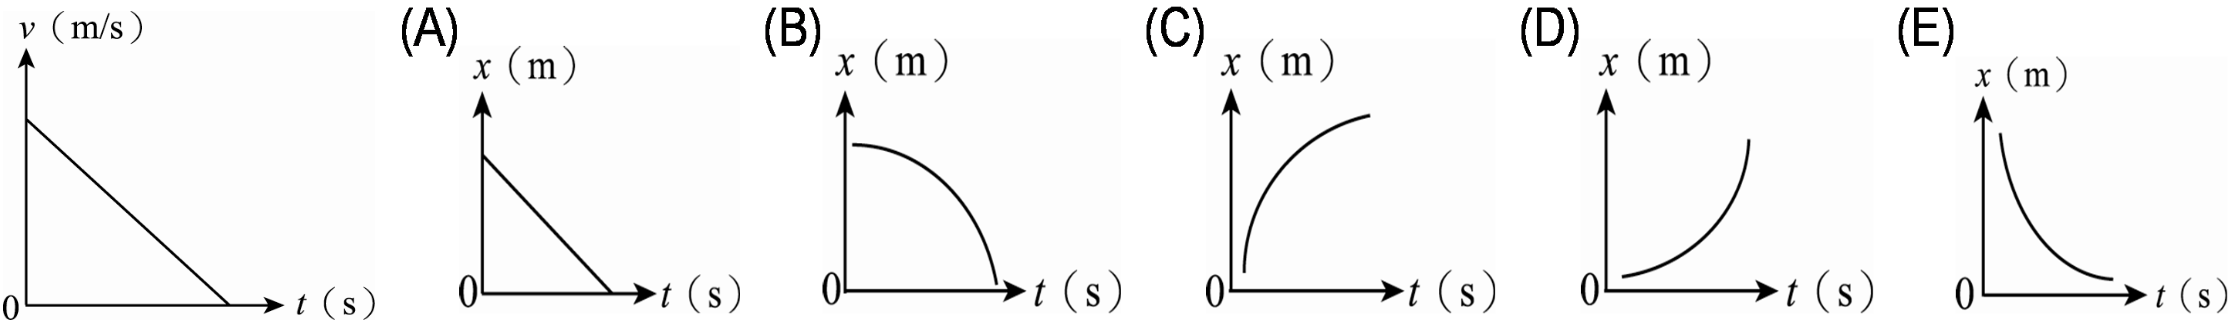 v（m/s）
0
t（s）
(A)
x（m）
0
t（s）
(B)
x（m）
0
t（s）
(C)
x（m）
0
t（s）
(D)
x（m）
0
t（s）
(E)
x（m）
0
t（s）